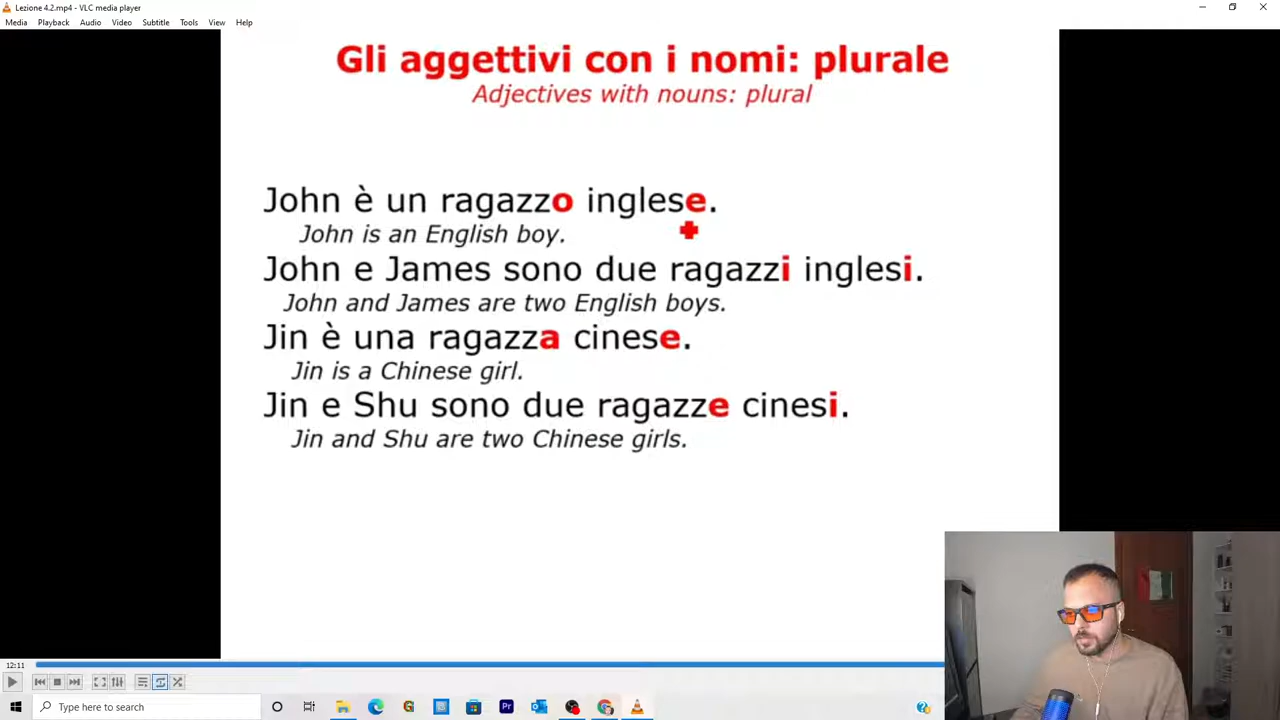 Lezione 4.2.mp4 - VLC media player
Media Playback Audio Video Subtitle Tools View Help
Gli aggettivi con i nomi: plurale
Adjectives with nouns: plural
John è un ragazzo inglese.
John is an English boy.
John e James sono due ragazzi inglesi.
John and James are two English boys.
Jin è una ragazza cinese.
Jin is a Chinese girl.
Jin e Shu sono due ragazze cinesi.
Jin and Shu are two Chinese girls.
12:11
Type here to search
Pr